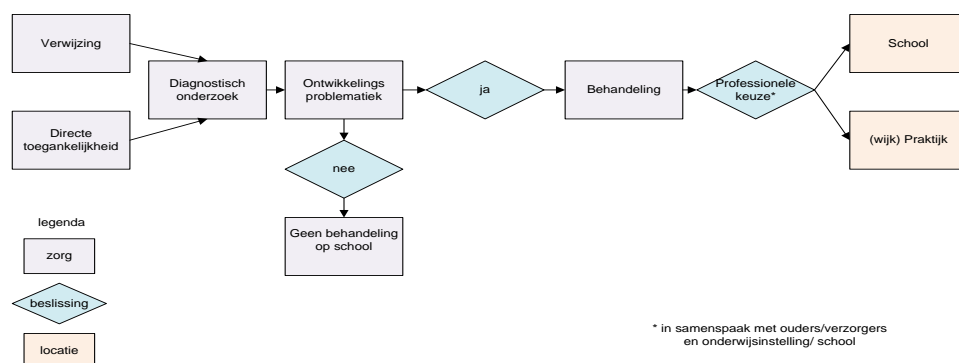 Verwijzing
Directe
toegankelijkheid
Diagnostisch
onderzoek
Ontwikkelings
problematiek
ja
nee
Geen behandeling
op school
Behandeling
Professionele
keuze*
School
(wijk) Praktijk
legenda
zorg
beslissing
locatie
* in samenspaak met ouders/verzorgers
en onderwijsinstelling/ school